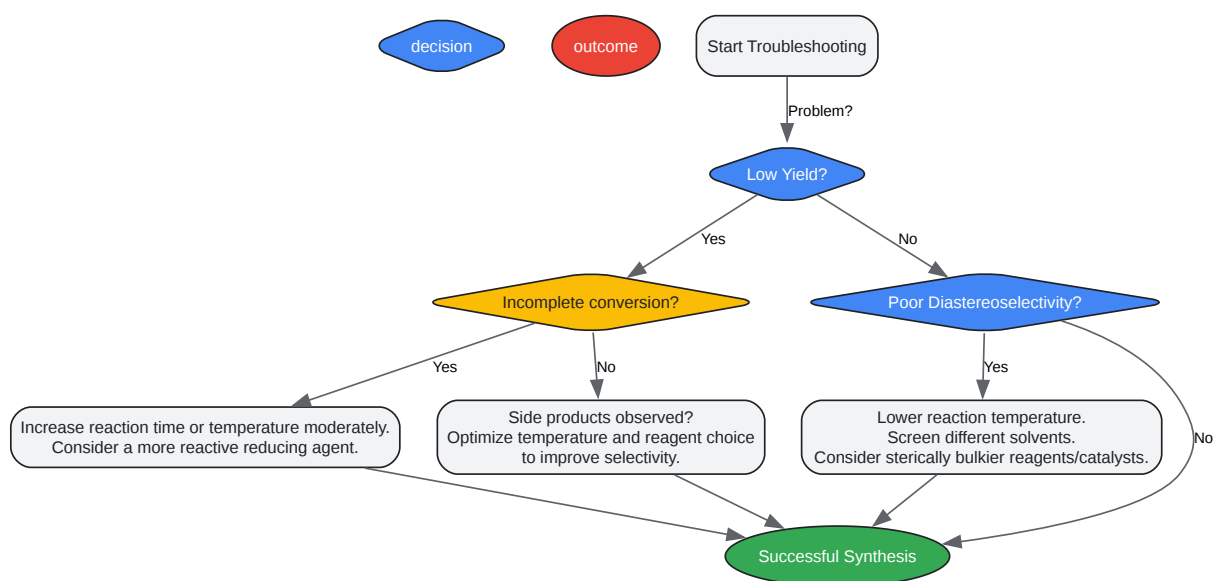 decision
outcome
Start Troubleshooting
Problem?
Low Yield?
Yes
No
Incomplete conversion?
Poor Diastereoselectivity?
Yes
No
Yes
No
Increase reaction time or temperature moderately.
Consider a more reactive reducing agent.
Side products observed?
Optimize temperature and reagent choice
to improve selectivity.
Lower reaction temperature.
Screen different solvents.
Consider sterically bulkier reagents/catalysts.
Successful Synthesis